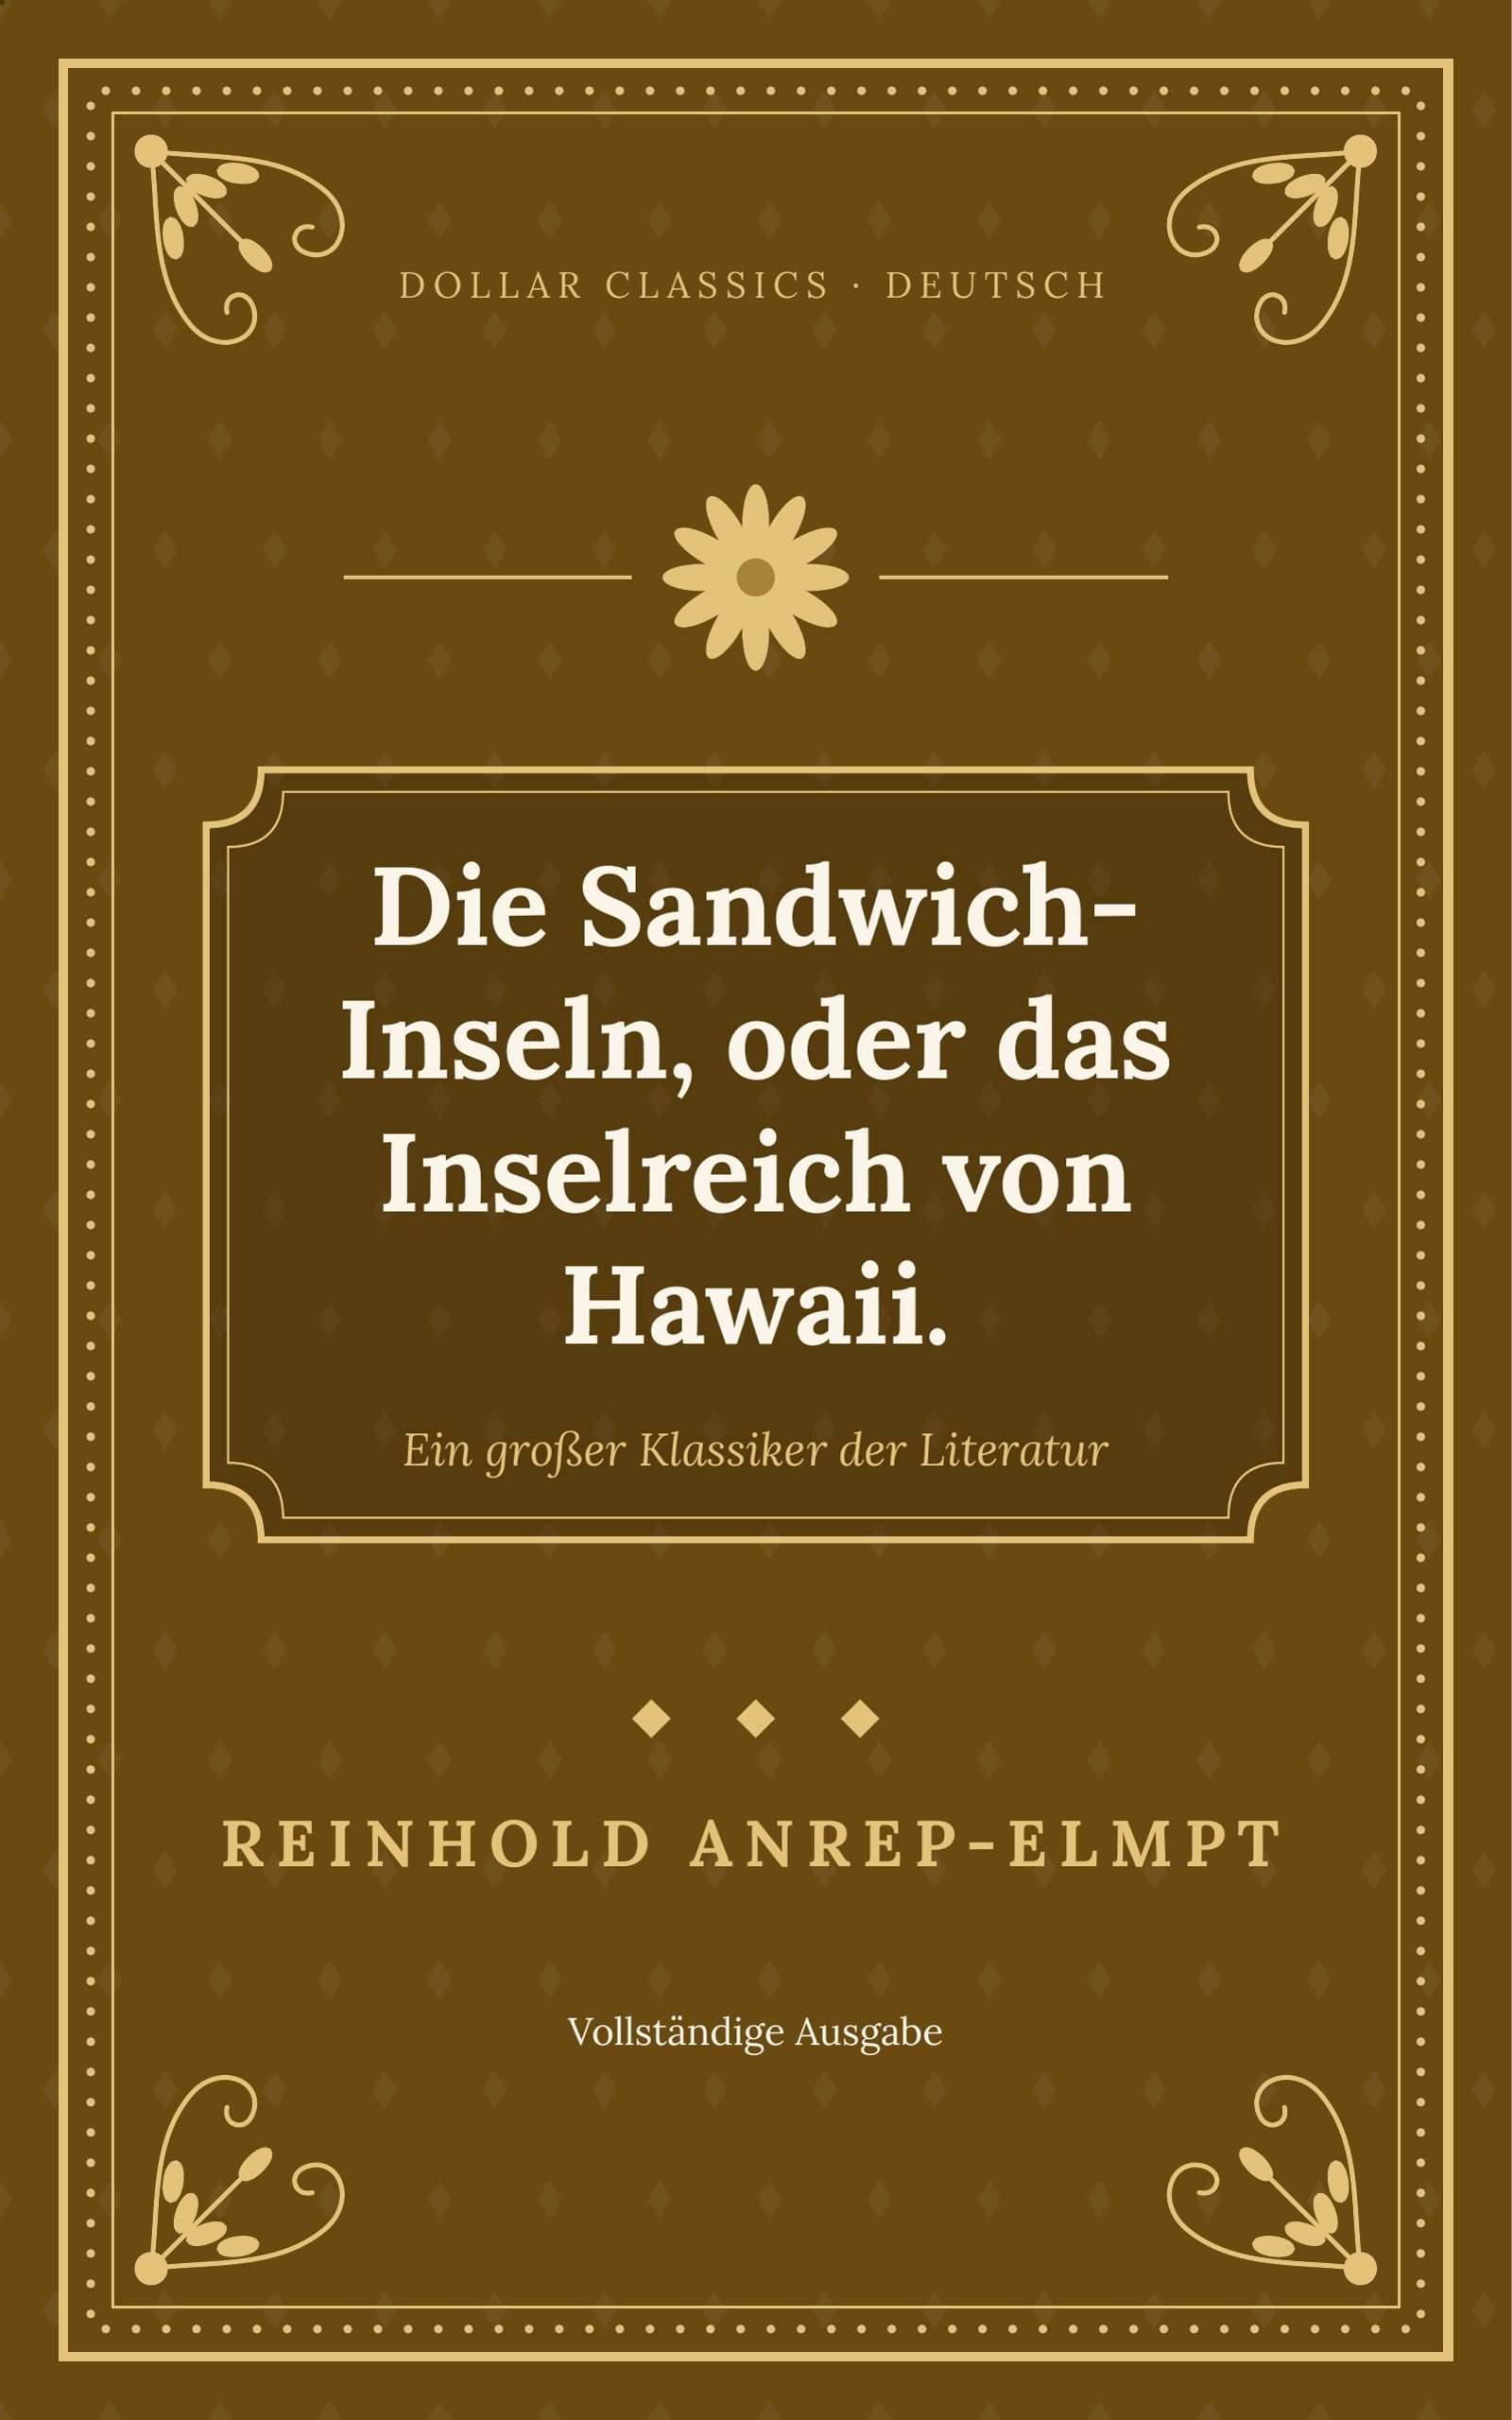 DOLLAR CLASSICS · DEUTSCH
Die Sandwich-
Inseln, oder das
Inselreich von
Hawaii.
Ein großer Klassiker der Literatur
REINHOLD ANREP-ELMPT
Vollständige Ausgabe